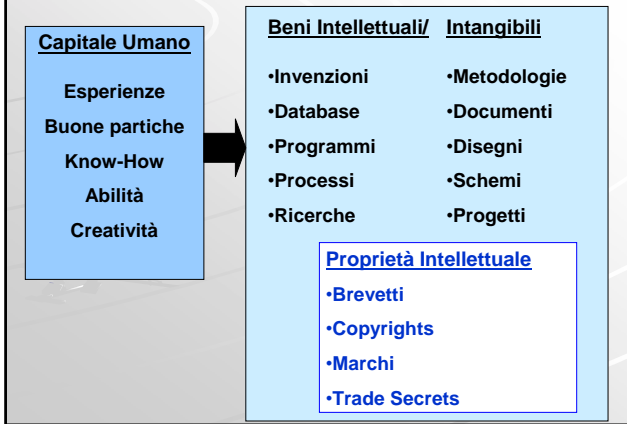 Capitale Umano
Esperienze
Buone partiche
Know-How
Abilità
Creatività
Beni Intellettuali/ Intangibili
•Invenzioni •Metodologie
•Database •Documenti
•Programmi •Disegni
•Processi •Schemi
•Ricerche •Progetti
Proprietà Intellettuale
•Brevetti
•Copyrights
•Marchi
•Trade Secrets